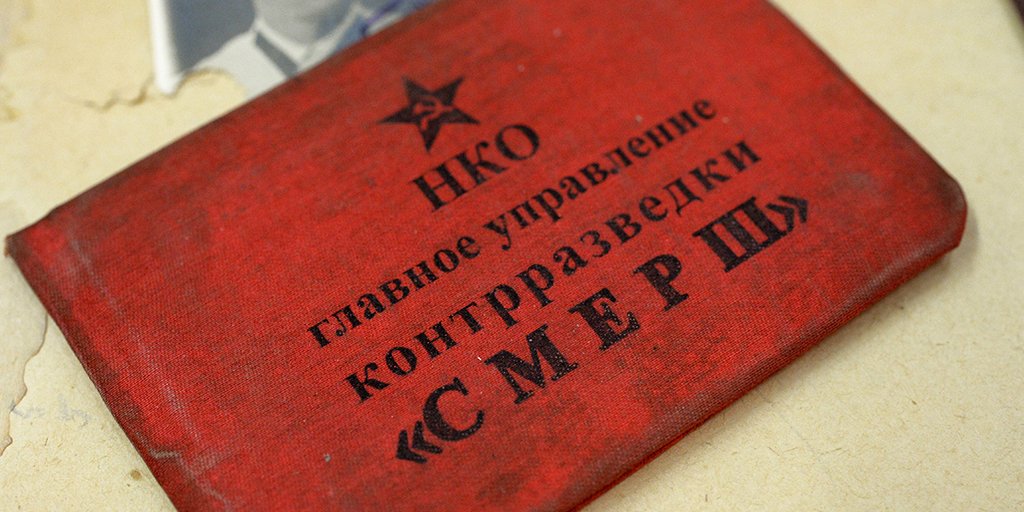 НКО
главное управление
контрразведки
«СМЕРШ»